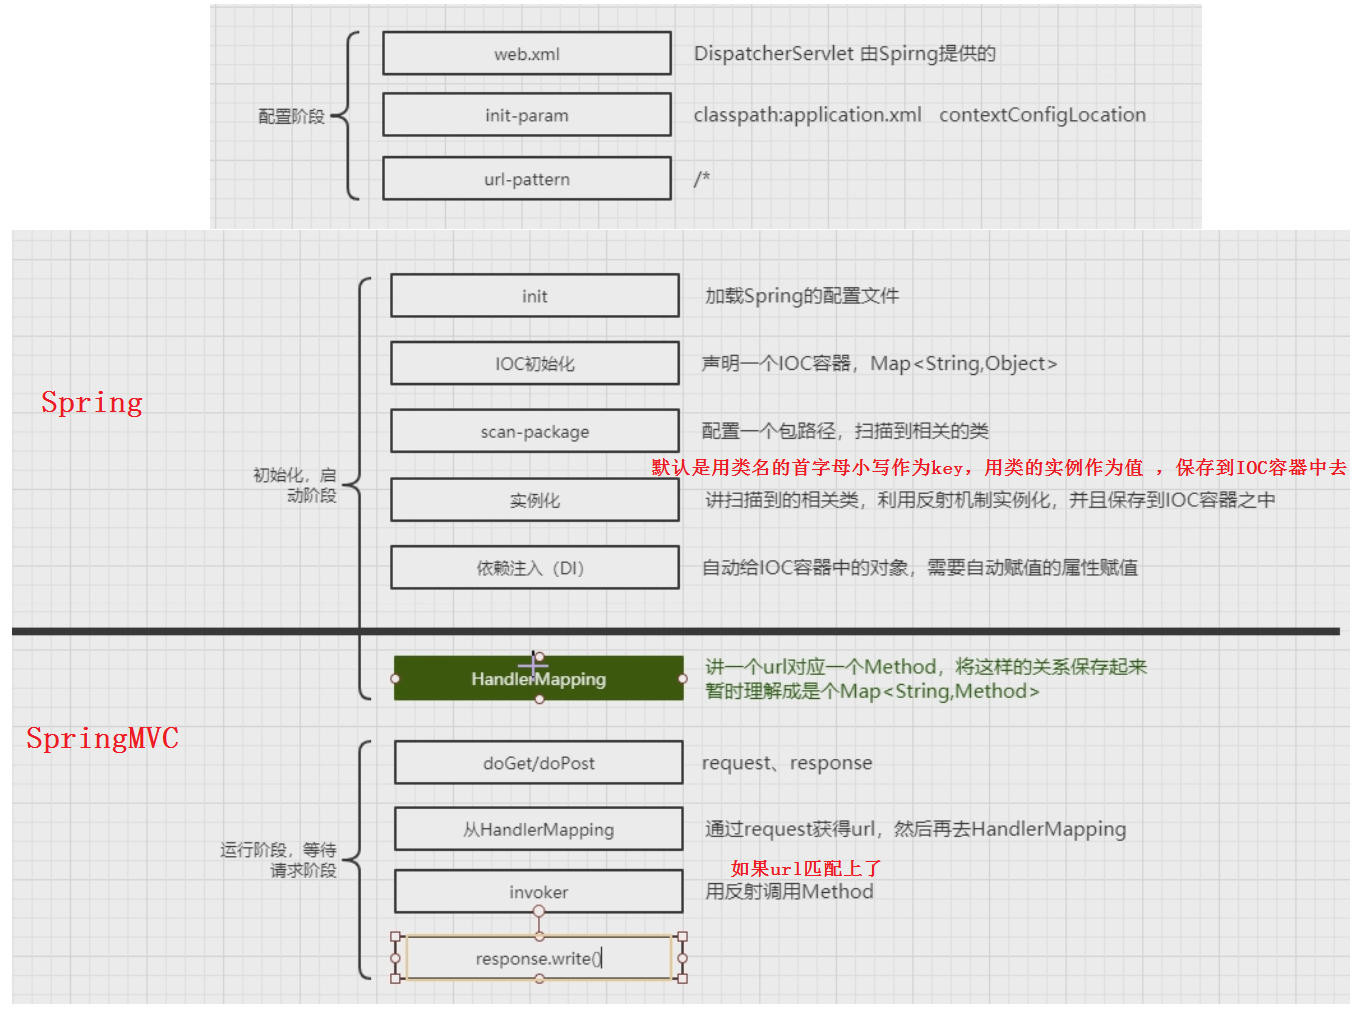 web.xml DispatcherServlet 由Spirng提供的
配置阶段
init-param classpath:application.xml contextConfigLocation
url-pattern /*
init 加载Spring的配置文件
IOC初始化 声明一个IOC容器，Map<String,Object>
Spring
scan-package 配置一个包路径，扫描到相关的类
默认是用类名的首字母小写作为key，用类的实例作为值 ，保存到IOC容器中去
初始化，启
动阶段
实例化 讲扫描到的相关类，利用反射机制实例化，并且保存到IOC容器之中
依赖注入（DI） 自动给IOC容器中的对象，需要自动赋值的属性赋值
HandlerMapping 讲一个url对应一个Method，将这样的关系保存起来
暂时理解成是个Map<String,Method>
SpringMVC
doGet/doPost request、response
从HandlerMapping 通过request获得url，然后再去HandlerMapping
运行阶段，等待
请求阶段
如果url匹配上了
invoker 用反射调用Method
response.write()